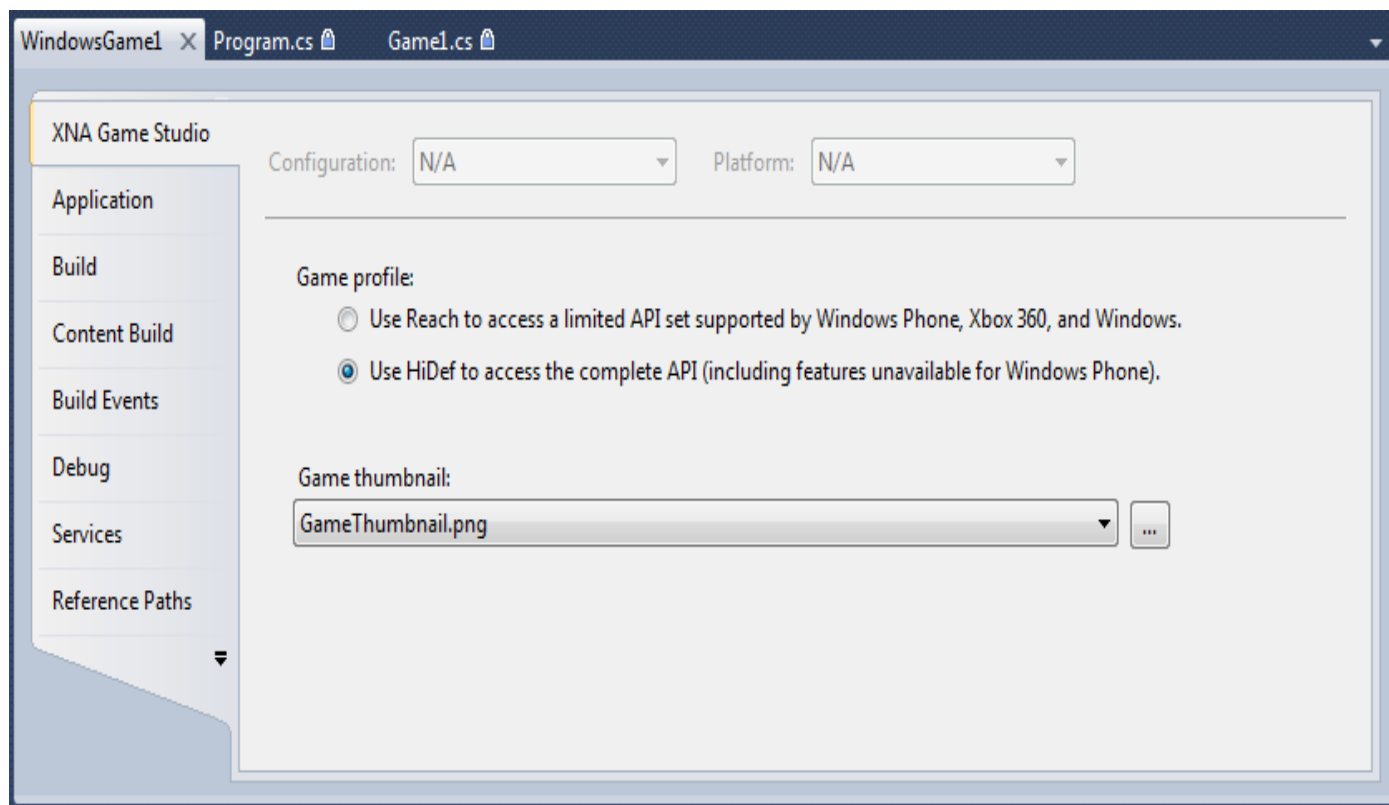 WindowsGame1 Program.cs Game1.cs
XNA Game Studio
Application
Build
Content Build
Build Events
Debug
Services
Reference Paths
Configuration: N/A Platform: N/A
Game profile:
Use Reach to access a limited API set supported by Windows Phone, Xbox 360, and Windows.
Use HiDef to access the complete API (including features unavailable for Windows Phone).
Game thumbnail:
GameThumbnail.png ...